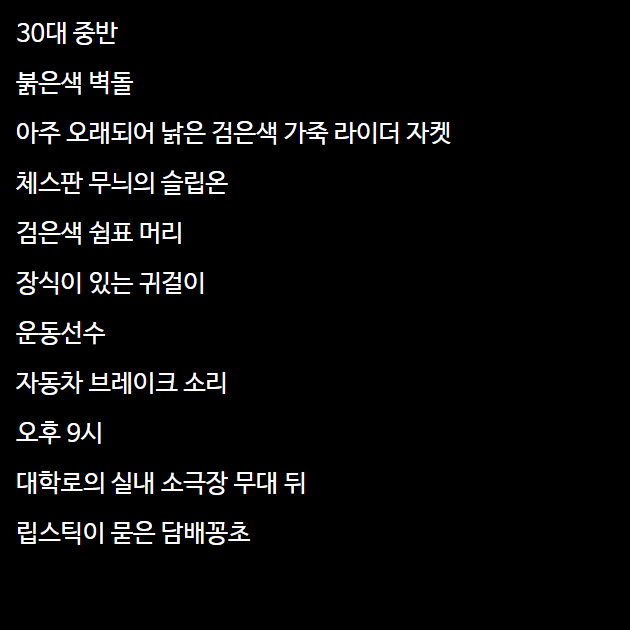 30대 중반
붉은색 벽돌
아주 오래되어 낡은 검은색 가죽 라이더 자켓
체스판 무늬의 슬립온
검은색 쉼표 머리
장식이 있는 귀걸이
운동선수
자동차 브레이크 소리
오후 9시
대학로의 실내 소극장 무대 뒤
립스틱이 묻은 담배꽁초